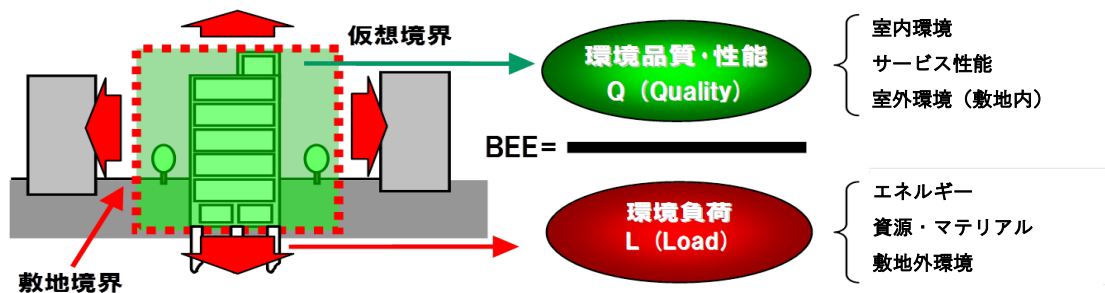 仮想境界
敷地境界
環境品質・性能
Q（Quality）
BEE=
環境負荷
L（Load）
室内環境
サービス性能
室外環境（敷地内）
エネルギー
資源・マテリアル
敷地外環境